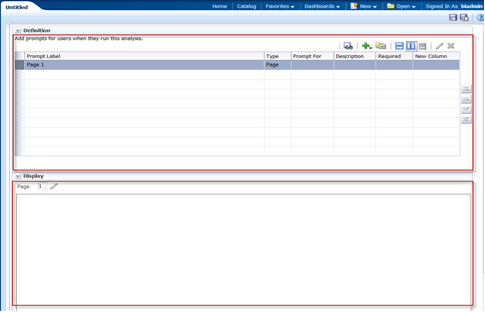 Untitled
Home Catalog Favorites Dashboards New Open Signed In As biadmin
Definition
Add prompts for users when they run this analysis.
Prompt Label Type Prompt For Description Required New Column
Page 1 Page
Display
Page 1